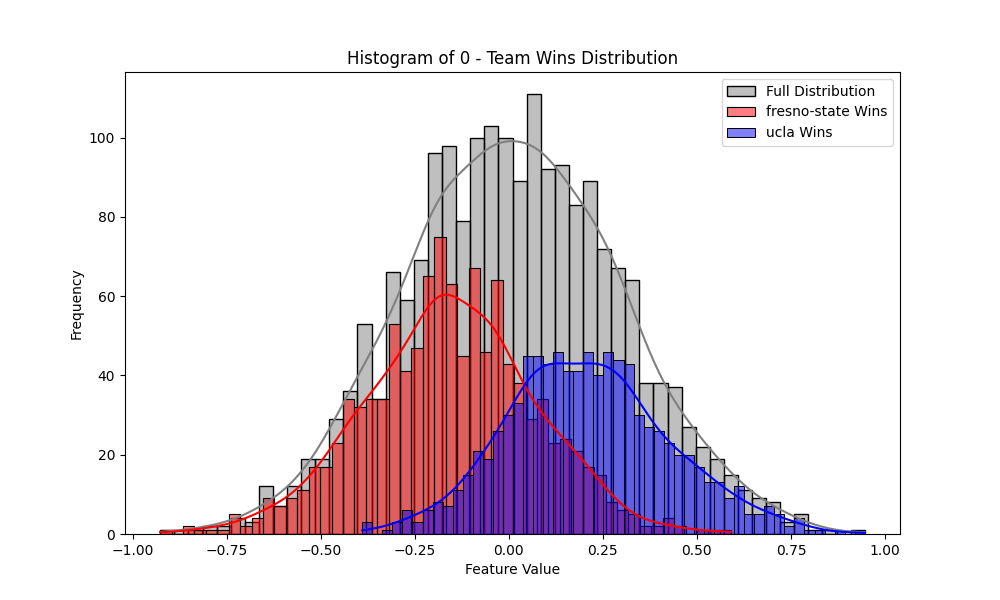 Histogram of 0 - Team Wins Distribution
Full Distribution
fresno-state Wins
ucla Wins
Frequency
100
80
60
40
20
0
−1.00 −0.75 −0.50 −0.25 0.00 0.25 0.50 0.75 1.00
Feature Value